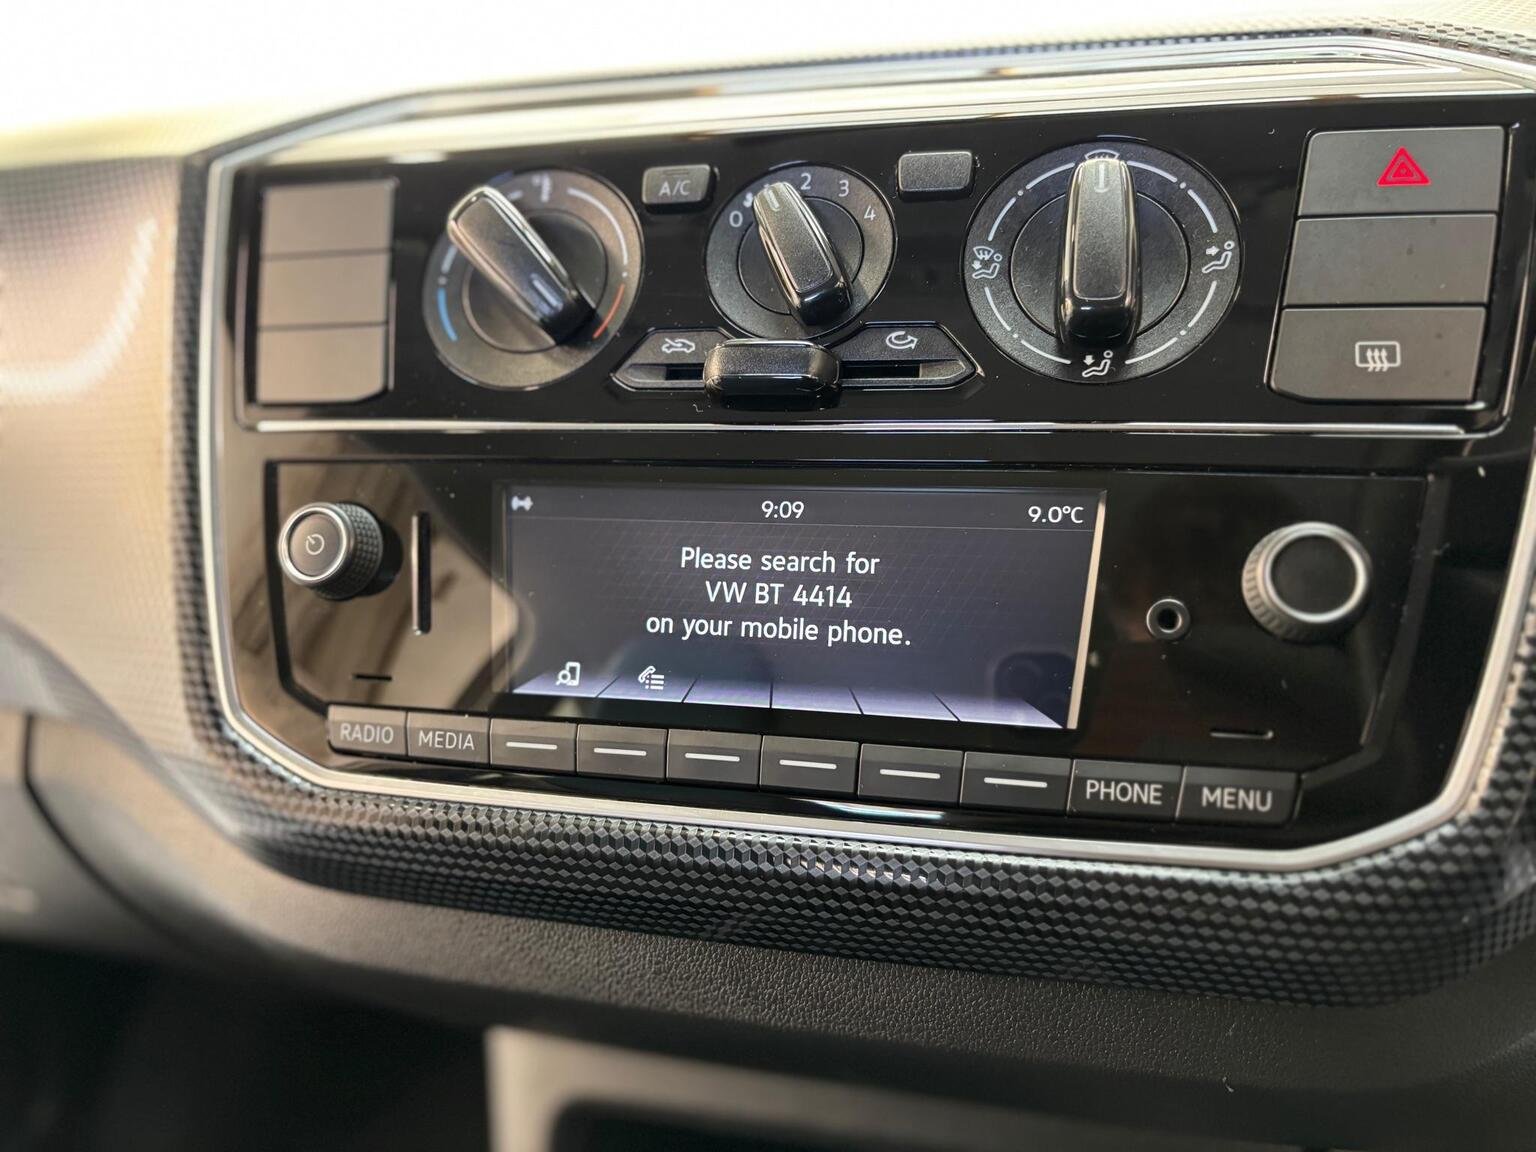 A/C
0
2
3
4
9:09
9.0°C
Please search for
VW BT 4414
on your mobile phone.
RADIO
MEDIA
PHONE
MENU